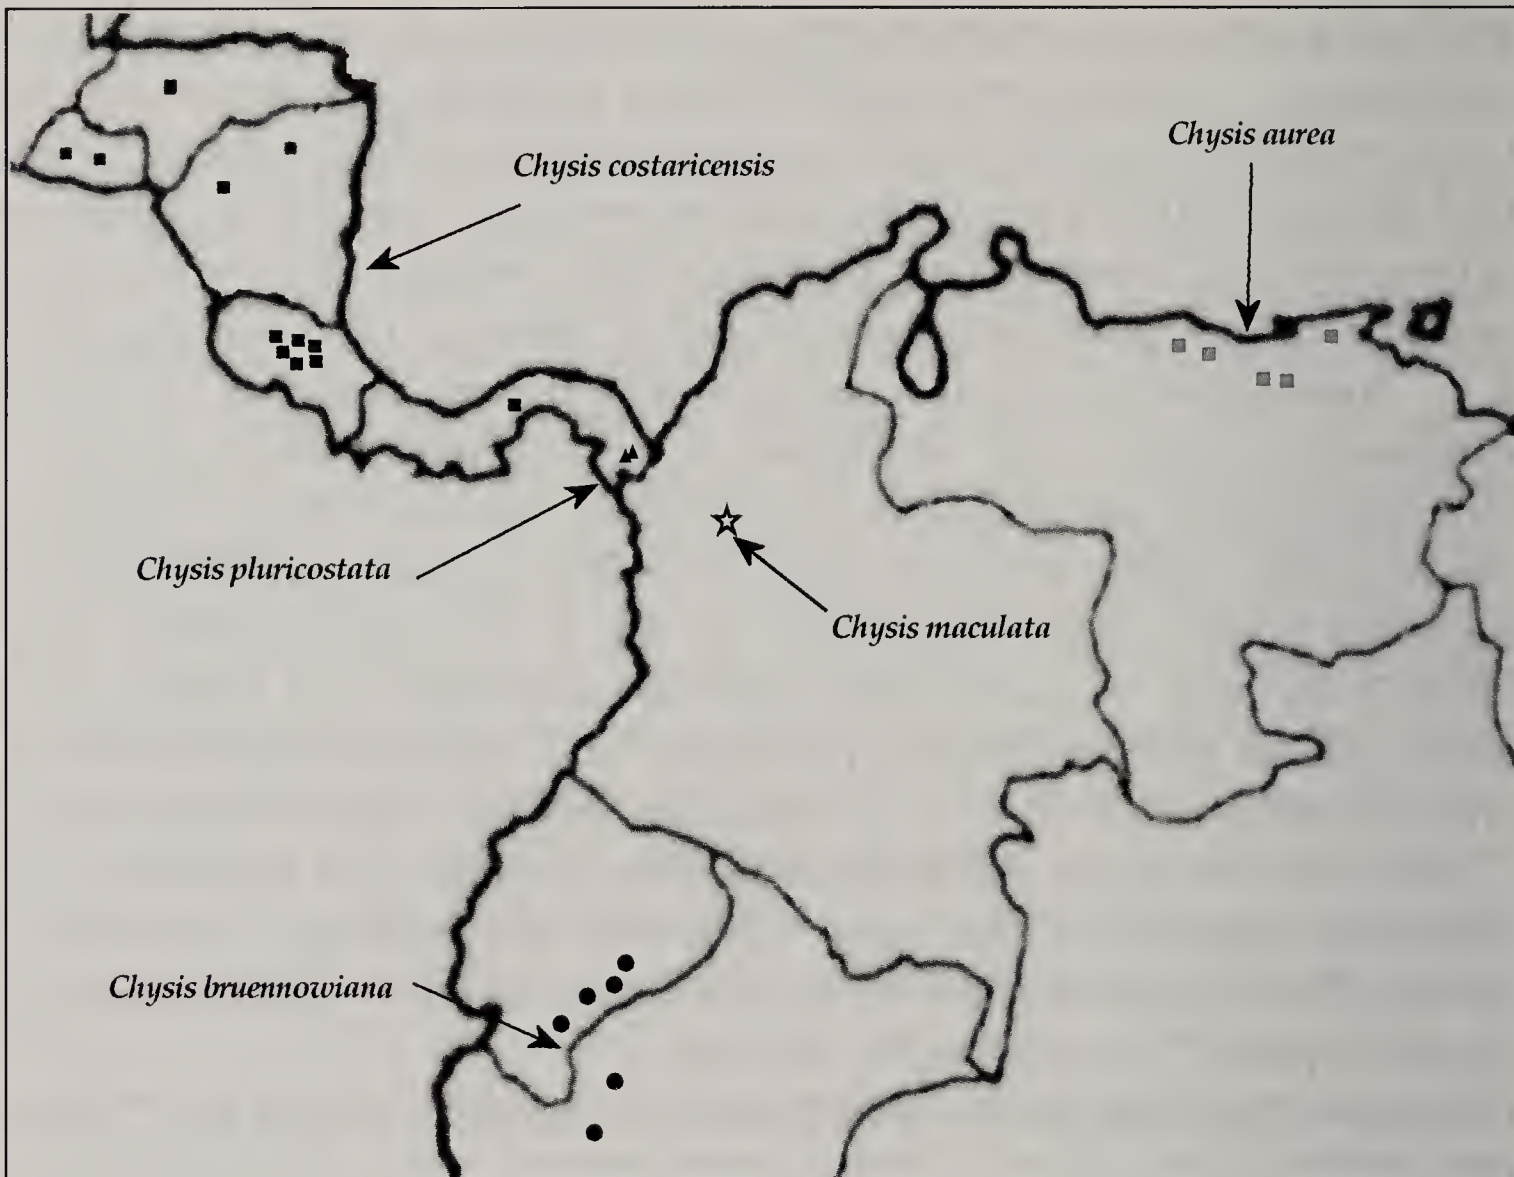 Chysis aurea
Chysis costaricensis
Chysis pluricostata
Chysis maculata
Chysis bruennowiana